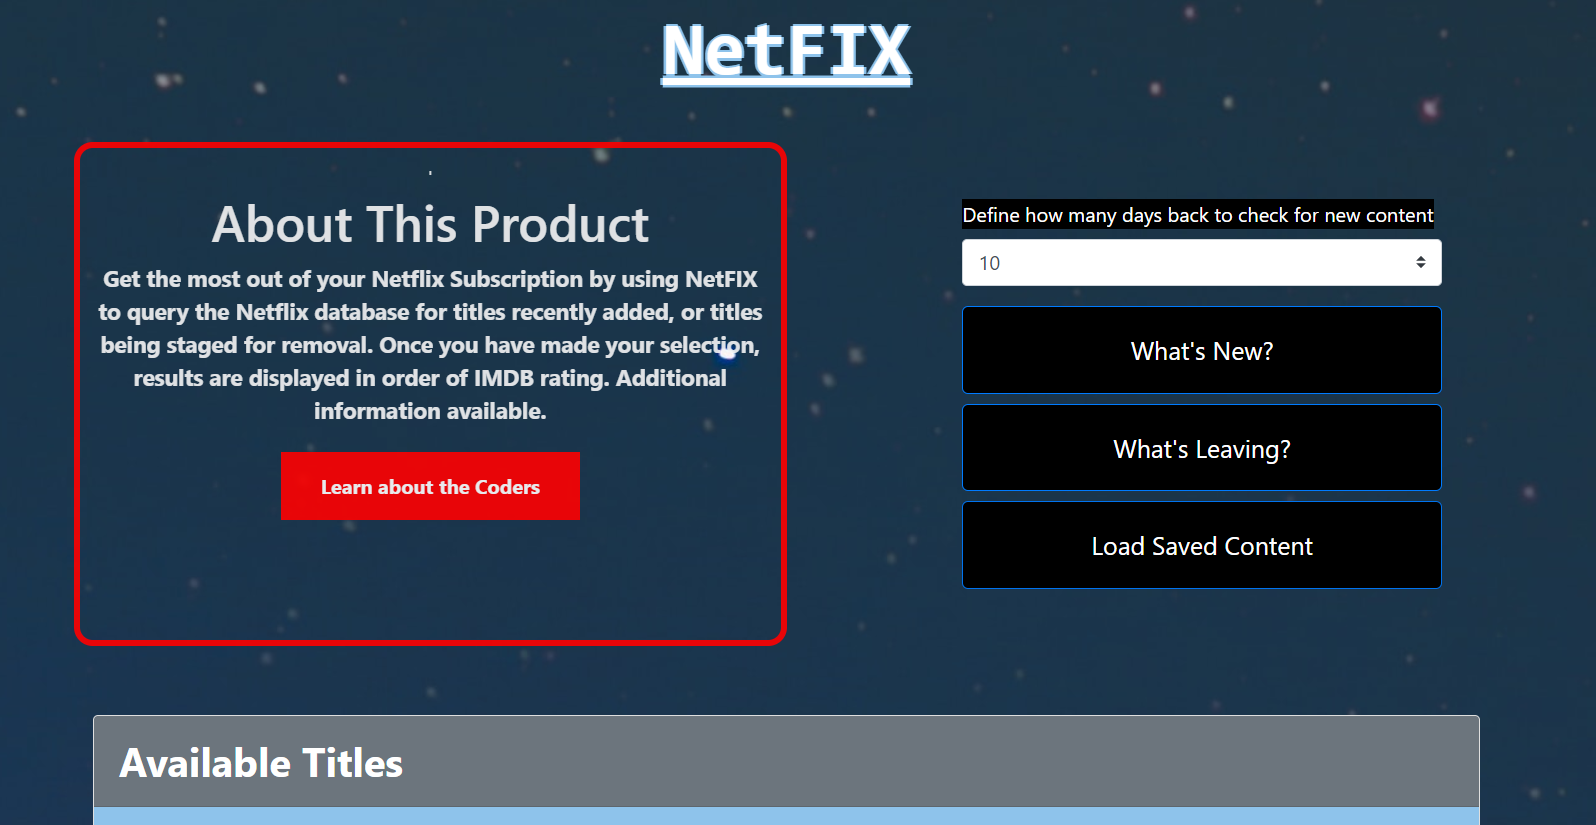 NetFIX
About This Product
Get the most out of your Netflix Subscription by using NetFIX
to query the Netflix database for titles recently added, or titles
being staged for removal. Once you have made your selection,
results are displayed in order of IMDB rating. Additional
information available.
Learn about the Coders
Define how many days back to check for new content
10
What's New?
What's Leaving?
Load Saved Content
Available Titles